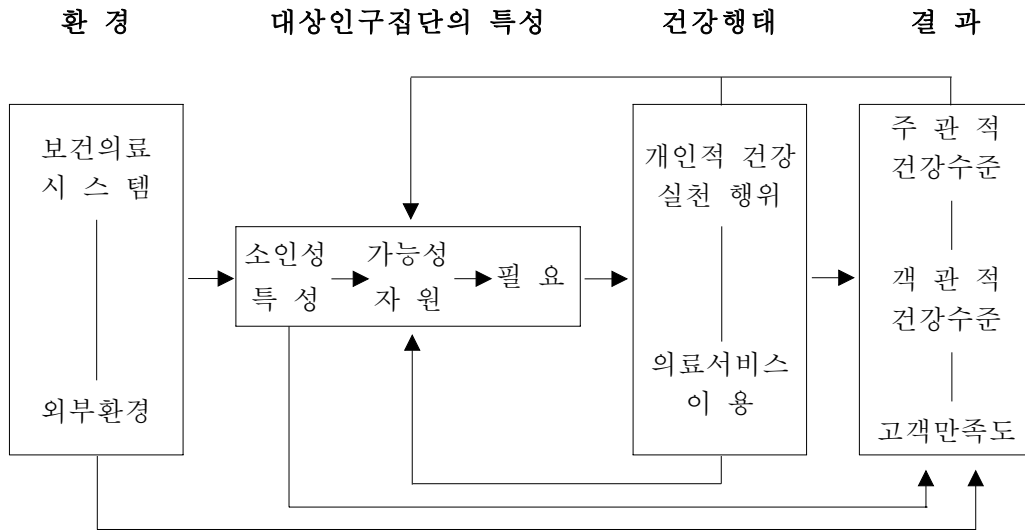 환 경
대상인구집단의 특성
건강행태
결 과
보건의료
시 스 템
외부환경
소인성
특 성
가능성
자 원
필 요
개인적 건강
실천 행위
의료서비스
이 용
주 관 적
건강수준
객 관 적
건강수준
고객만족도